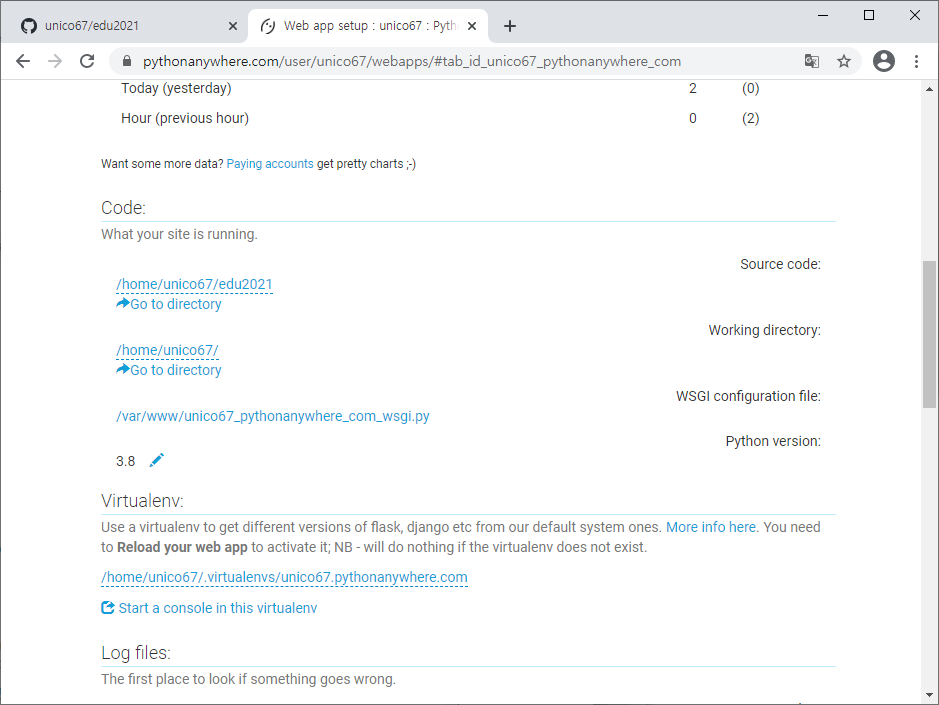 unico67/edu2021
Web app setup : unico67 : Pyth
pythonanywhere.com/user/unico67/webapps/#tab_id_unico67_pythonanywhere_com
Today (yesterday) 2 (0)
Hour (previous hour) 0 (2)
Want some more data? Paying accounts get pretty charts ;-)
Code:
What your site is running.
Source code:
/home/unico67/edu2021
Go to directory
Working directory:
/home/unico67/
Go to directory
WSGI configuration file:
/var/www/unico67_pythonanywhere_com_wsgi.py
Python version:
3.8
Virtualenv:
Use a virtualenv to get different versions of flask, django etc from our default system ones. More info here. You need
to Reload your web app to activate it; NB - will do nothing if the virtualenv does not exist.
/home/unico67/.virtualenvs/unico67.pythonanywhere.com
Start a console in this virtualenv
Log files:
The first place to look if something goes wrong.